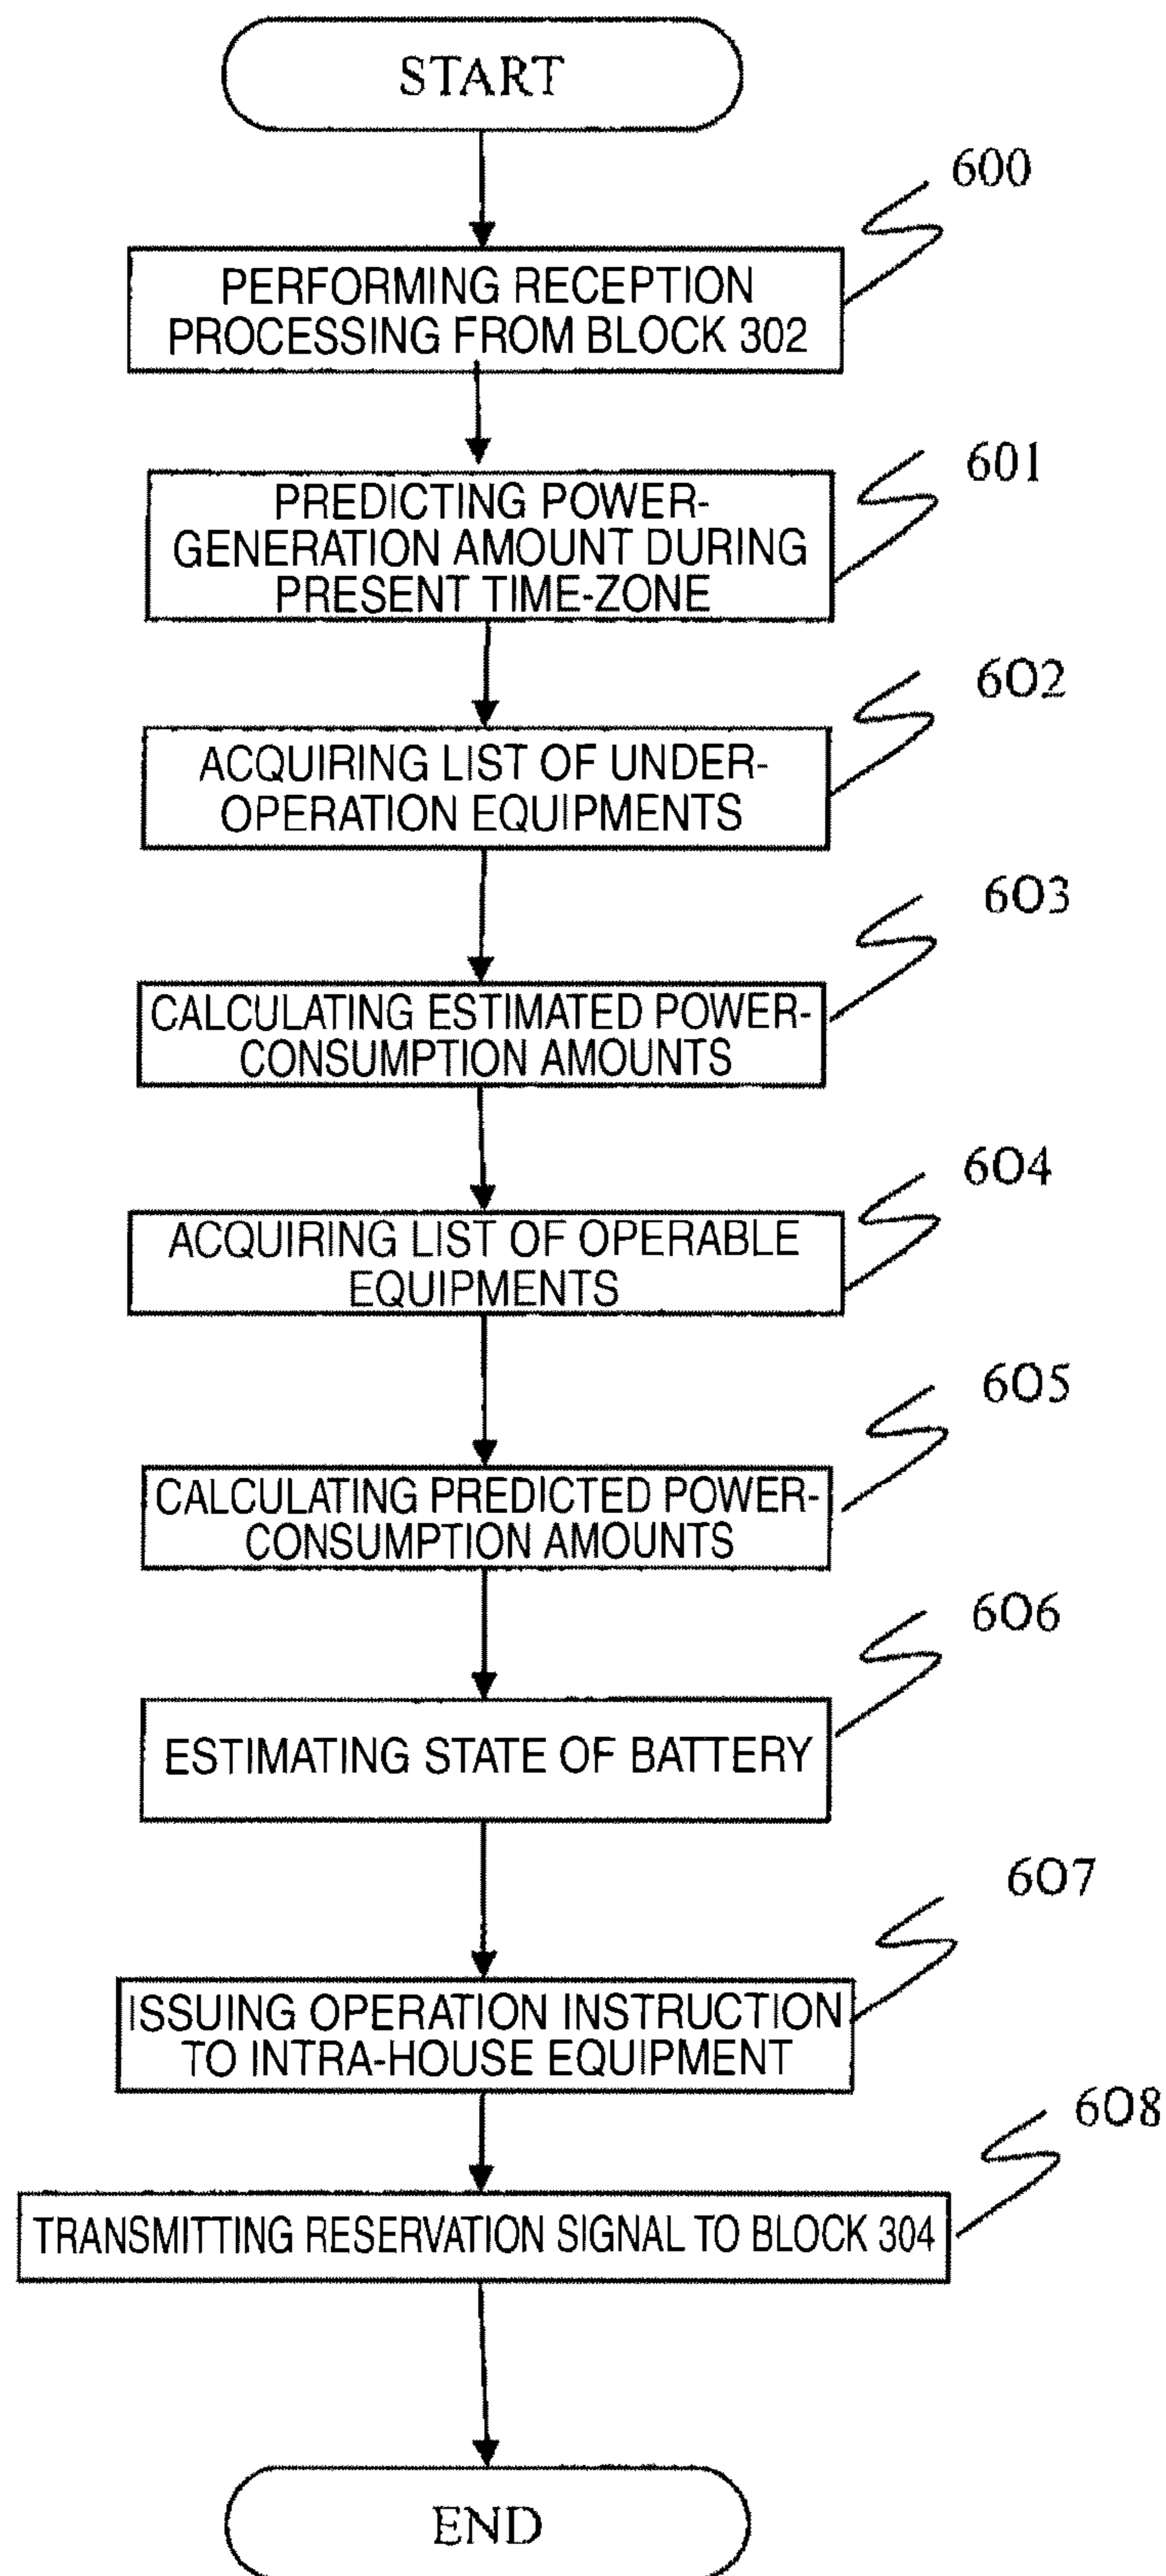 START
600
PERFORMING RECEPTION
PROCESSING FROM BLOCK 302
601
PREDICTING POWER-
GENERATION AMOUNT DURING
PRESENT TIME-ZONE
602
ACQUIRING LIST OF UNDER-
OPERATION EQUIPMENTS
603
CALCULATING ESTIMATED POWER-
CONSUMPTION AMOUNTS
604
ACQUIRING LIST OF OPERABLE
EQUIPMENTS
605
CALCULATING PREDICTED POWER-
CONSUMPTION AMOUNTS
606
ESTIMATING STATE OF BATTERY
607
ISSUING OPERATION INSTRUCTION
TO INTRA-HOUSE EQUIPMENT
608
TRANSMITTING RESERVATION SIGNAL TO BLOCK 304
END